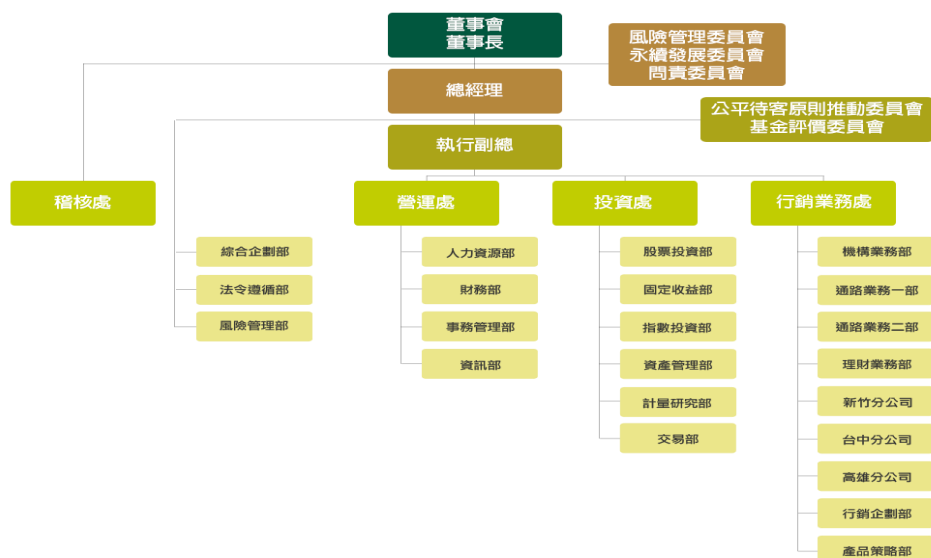 董事會
董事長
風險管理委員會
永續發展委員會
問責委員會
總經理
公平待客原則推動委員會
基金評價委員會
執行副總
稽核處
營運處
投資處
行銷業務處
綜合企劃部
法令遵循部
風險管理部
人力資源部
財務部
事務管理部
資訊部
股票投資部
固定收益部
指數投資部
資產管理部
計量研究部
交易部
機構業務部
通路業務一部
通路業務二部
理財業務部
新竹分公司
台中分公司
高雄分公司
行銷企劃部
產品策略部